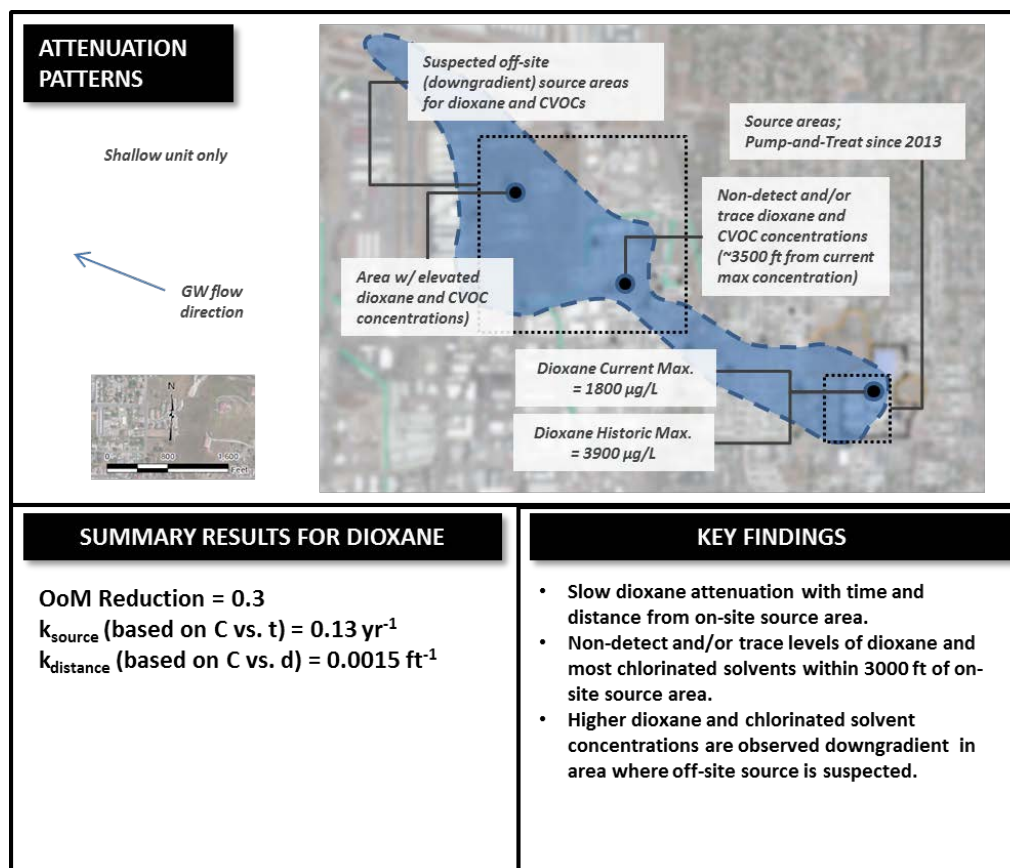 ATTENUATION
PATTERNS
Shallow unit only
GW flow
direction
N
0 800 1,600
Feet
Suspected off-site
(downgradient) source areas
for dioxane and CVOCs
Source areas;
Pump-and-Treat since 2013
Non-detect and/or
trace dioxane and
CVOC concentrations
(~3500 ft from current
max concentration)
Area w/ elevated
dioxane and CVOC
concentrations)
Dioxane Current Max.
= 1800 µg/L
Dioxane Historic Max.
= 3900 µg/L
SUMMARY RESULTS FOR DIOXANE
OoM Reduction = 0.3
k_source (based on C vs. t) = 0.13 yr⁻¹
k_distance (based on C vs. d) = 0.0015 ft⁻¹
KEY FINDINGS
• Slow dioxane attenuation with time and
distance from on-site source area.
• Non-detect and/or trace levels of dioxane and
most chlorinated solvents within 3000 ft of on-
site source area.
• Higher dioxane and chlorinated solvent
concentrations are observed downgradient in
area where off-site source is suspected.